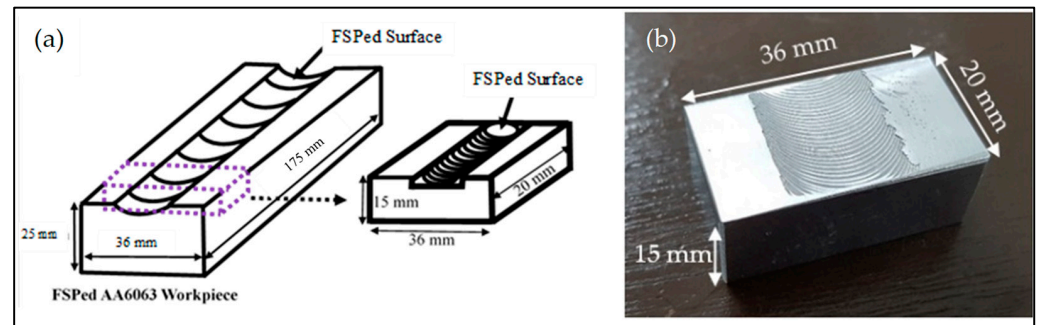 (a)
FSPed Surface
FSPed Surface
175 mm
25 mm
36 mm
15 mm
20 mm
36 mm
FSPed AA6063 Workpiece
(b)
36 mm
20 mm
15 mm